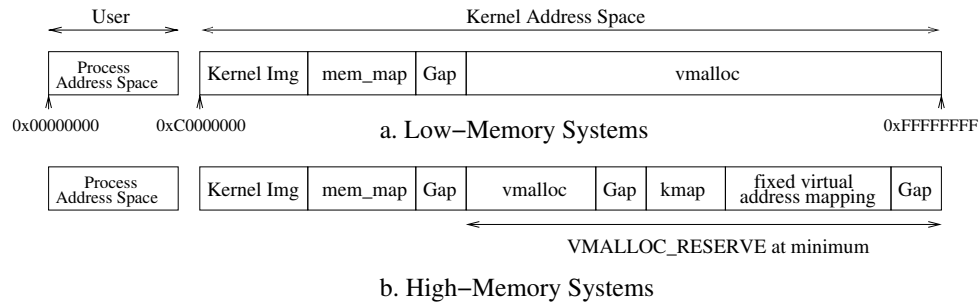 User
Kernel Address Space
Process
Address Space
Kernel Img
mem_map
Gap
vmalloc
0x00000000
0xC0000000
0xFFFFFFFF
a. Low−Memory Systems
Process
Address Space
Kernel Img
mem_map
Gap
vmalloc
Gap
kmap
fixed virtual
address mapping
Gap
VMALLOC_RESERVE at minimum
b. High−Memory Systems